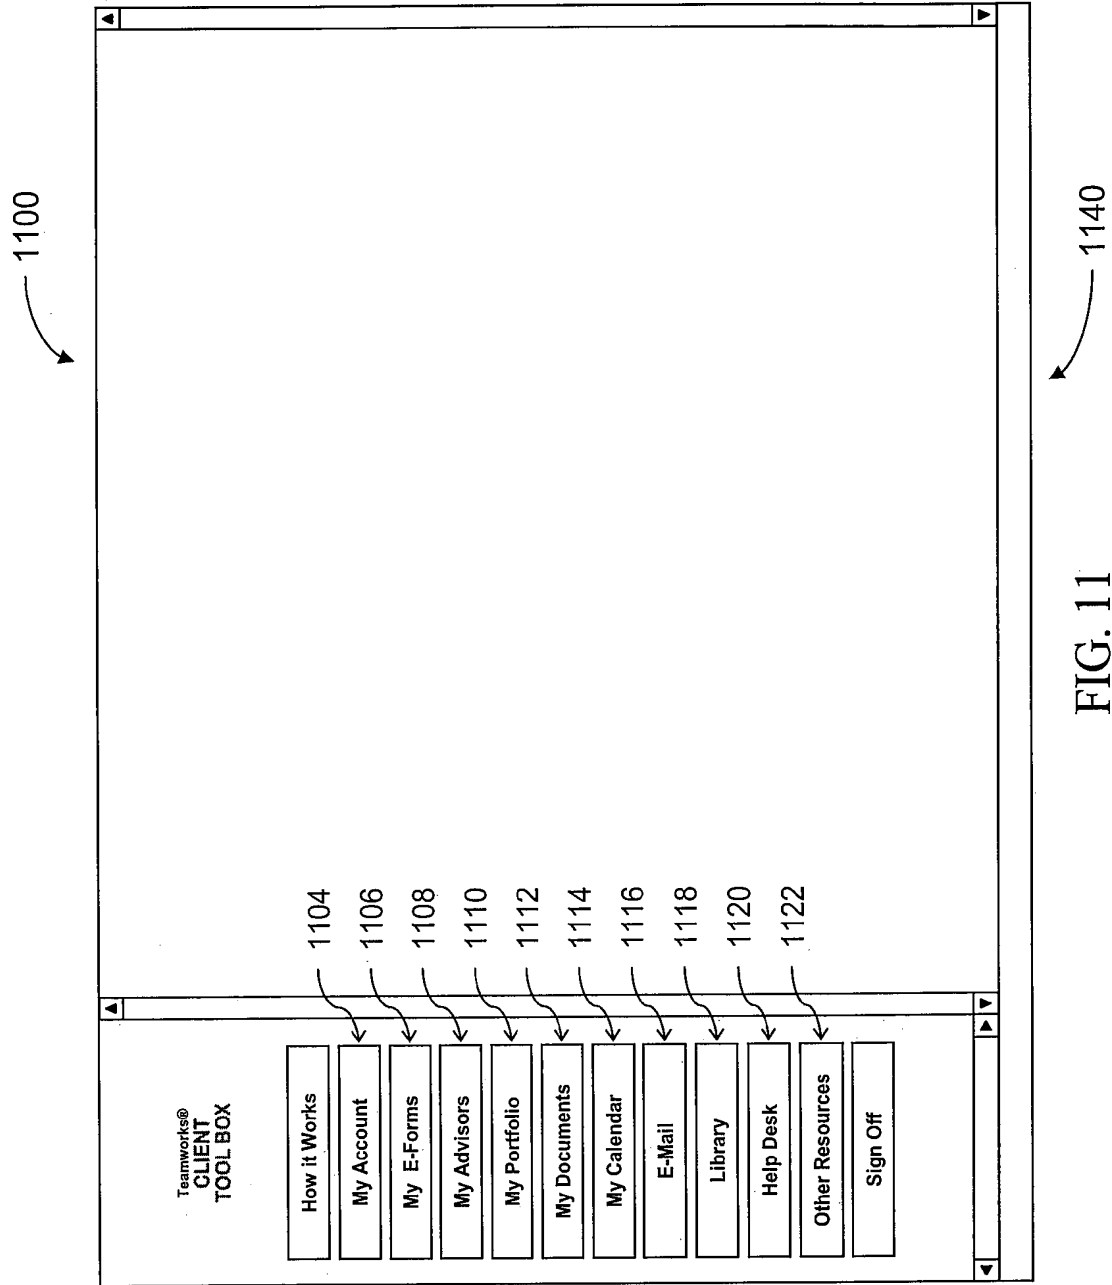 1100
Teamworks®
CLIENT
TOOL BOX
How it Works
My Account
1104
My E-Forms
1106
My Advisors
1108
My Portfolio
1110
My Documents
1112
My Calendar
1114
E-Mail
1116
Library
1118
Help Desk
1120
Other Resources
1122
Sign Off
1140
FIG. 11